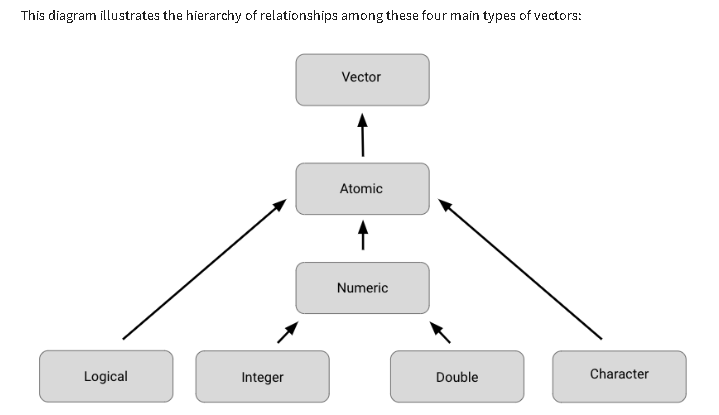 This diagram illustrates the hierarchy of relationships among these four main types of vectors:
Vector
Atomic
Numeric
Logical
Integer
Double
Character